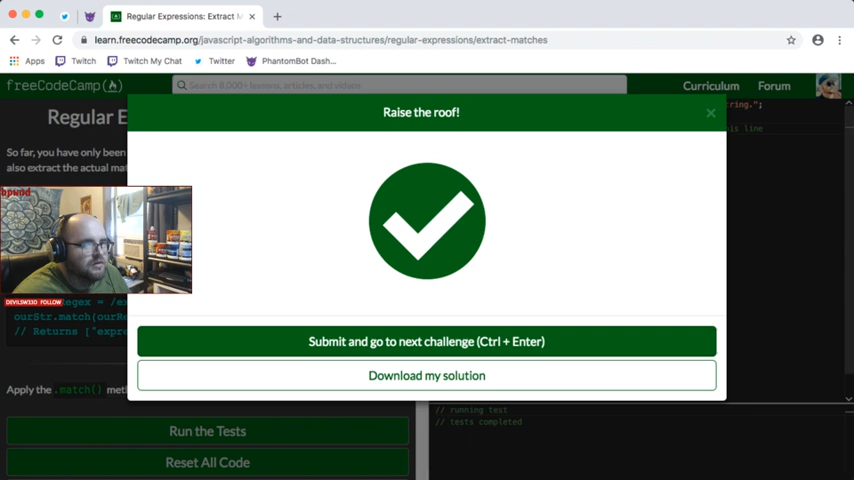 Regular Expressions: Extract M
learn.freecodecamp.org/javascript-algorithms-and-data-structures/regular-expressions/extract-matches
Apps Twitch Twitch My Chat Twitter PhantomBot Dash...
freeCodeCamp
Search 8,000+ lessons, articles, and videos
Curriculum Forum
Regular E
Raise the roof!
ring.";
his line
So far, you have only been
also extract the actual mat
DEVILSW33D FOLLOW
egex = /ex
ourStr.match(ourR
// Returns ["expre
Submit and go to next challenge (Ctrl + Enter)
Download my solution
Apply the .match() meth
Run the Tests
Reset All Code
// running test
// tests completed